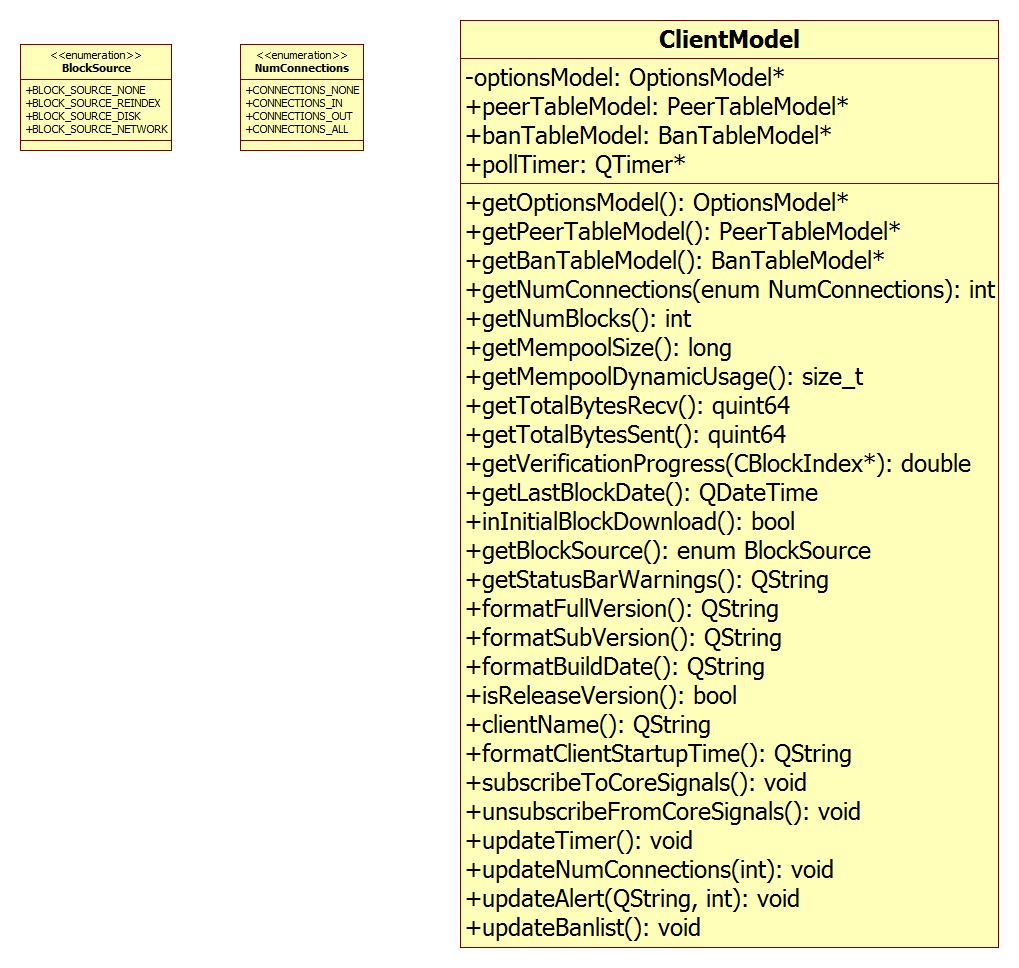 <<enumeration>>
BlockSource
+BLOCK_SOURCE_NONE
+BLOCK_SOURCE_REINDEX
+BLOCK_SOURCE_DISK
+BLOCK_SOURCE_NETWORK
<<enumeration>>
NumConnections
+CONNECTIONS_NONE
+CONNECTIONS_IN
+CONNECTIONS_OUT
+CONNECTIONS_ALL
ClientModel
-optionsModel: OptionsModel*
+peerTableModel: PeerTableModel*
+banTableModel: BanTableModel*
+pollTimer: QTimer*
+getOptionsModel(): OptionsModel*
+getPeerTableModel(): PeerTableModel*
+getBanTableModel(): BanTableModel*
+getNumConnections(enum NumConnections): int
+getNumBlocks(): int
+getMempoolSize(): long
+getMempoolDynamicUsage(): size_t
+getTotalBytesRecv(): quint64
+getTotalBytesSent(): quint64
+getVerificationProgress(CBlockIndex*): double
+getLastBlockDate(): QDateTime
+inInitialBlockDownload(): bool
+getBlockSource(): enum BlockSource
+getStatusBarWarnings(): QString
+formatFullVersion(): QString
+formatSubVersion(): QString
+formatBuildDate(): QString
+isReleaseVersion(): bool
+clientName(): QString
+formatClientStartupTime(): QString
+subscribeToCoreSignals(): void
+unsubscribeFromCoreSignals(): void
+updateTimer(): void
+updateNumConnections(int): void
+updateAlert(QString, int): void
+updateBanlist(): void